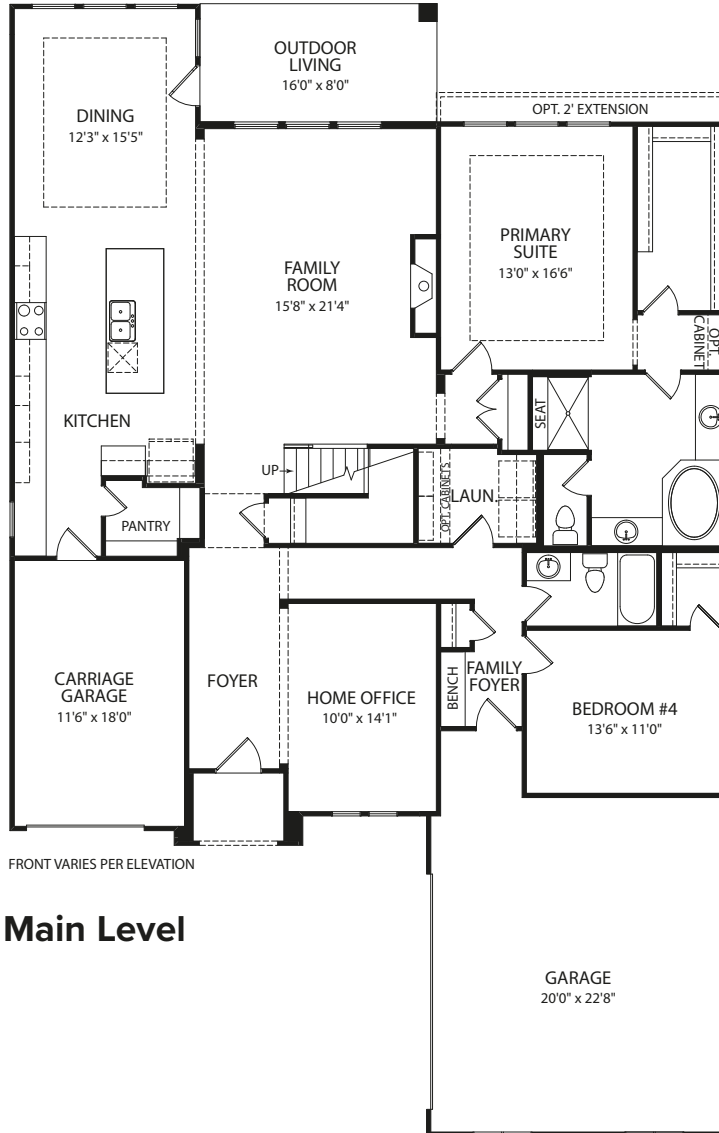 OUTDOOR
LIVING
16'0" x 8'0"
DINING
12'3" x 15'5"
OPT. 2' EXTENSION
PRIMARY
SUITE
13'0" x 16'6"
FAMILY
ROOM
15'8" x 21'4"
OPT.
CABINET
SEAT
KITCHEN
UP
OPT. CABINETS
LAUN.
PANTRY
CARRIAGE
GARAGE
11'6" x 18'0"
FOYER
HOME OFFICE
10'0" x 14'1"
BENCH
FAMILY
FOYER
BEDROOM #4
13'6" x 11'0"
FRONT VARIES PER ELEVATION
Main Level
GARAGE
20'0" x 22'8"